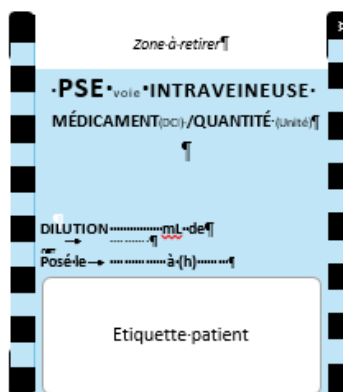 Zone à retirer¶
·PSE·voie·INTRAVEINEUSE·
MÉDICAMENT(DCI)·/QUANTITÉ·(Unité)¶
¶
¶
DILUTION ·················mL··de¶
→ ············¶
Posé·le→ ·················à·(h)·········¶
Etiquette·patient